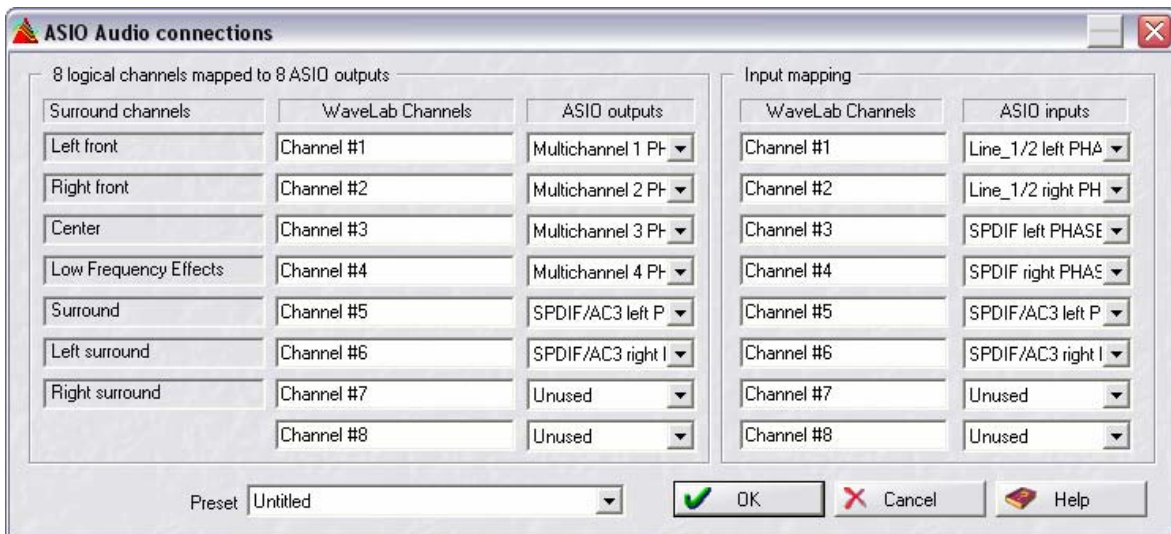 ASIO Audio connections
8 logical channels mapped to 8 ASIO outputs
Surround channels WaveLab Channels ASIO outputs
Left front Channel #1 Multichannel 1 PH
Right front Channel #2 Multichannel 2 PH
Center Channel #3 Multichannel 3 PH
Low Frequency Effects Channel #4 Multichannel 4 PH
Surround Channel #5 SPDIF/AC3 left P
Left surround Channel #6 SPDIF/AC3 right I
Right surround Channel #7 Unused
Channel #8 Unused
Input mapping
WaveLab Channels ASIO inputs
Channel #1 Line_1/2 left PHA
Channel #2 Line_1/2 right PH
Channel #3 SPDIF left PHASE
Channel #4 SPDIF right PHAS
Channel #5 SPDIF/AC3 left P
Channel #6 SPDIF/AC3 right I
Channel #7 Unused
Channel #8 Unused
Preset Untitled
OK Cancel Help